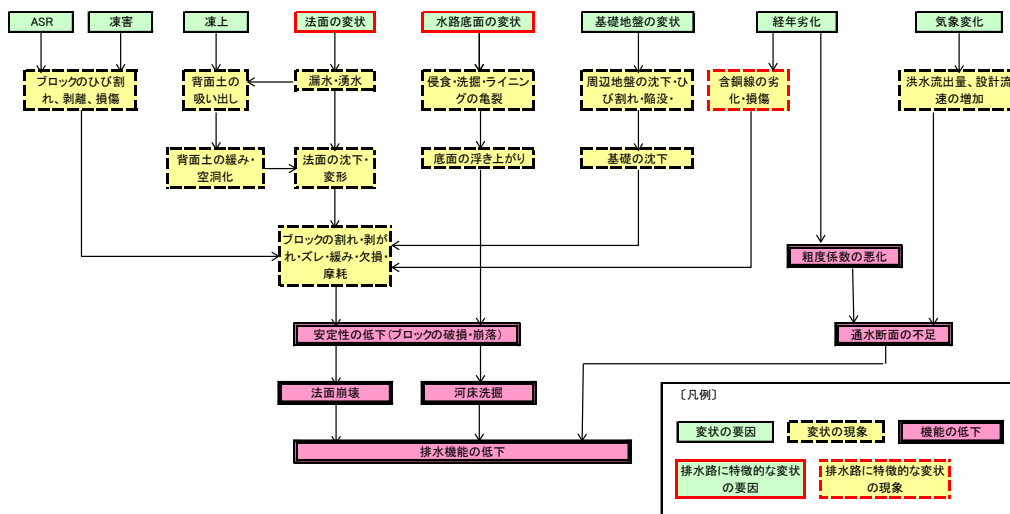 ASR
凍害
凍上
法面の変状
水路底面の変状
基礎地盤の変状
経年劣化
気象変化
ブロックのひび割
れ、剥離、損傷
背面土の
吸い出し
漏水・湧水
侵食・洗掘・ライニン
グの亀裂
周辺地盤の沈下・ひ
び割れ・陥没・
含銅線の劣
化・損傷
洪水流出量、設計流
速の増加
背面土の緩み・
空洞化
法面の沈下・
変形
底面の浮き上がり
基礎の沈下
ブロックの割れ・剥が
れ・ズレ・緩み・欠損・
摩耗
粗度係数の悪化
安定性の低下(ブロックの破損・崩落)
通水断面の不足
法面崩壊
河床洗掘
排水機能の低下
〔凡例〕
変状の要因
変状の現象
機能の低下
排水路に特徴的な変状
の要因
排水路に特徴的な変状
の現象